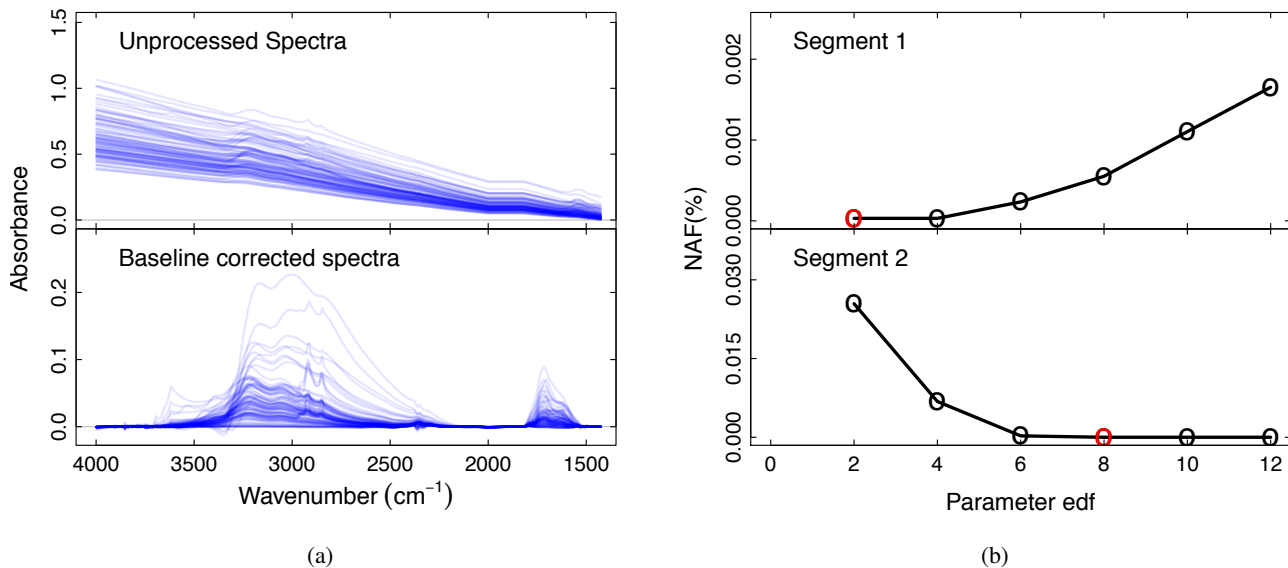 Unprocessed Spectra
Absorbance
0.0
0.5
1.0
1.5
Baseline corrected spectra
0.0
0.1
0.2
4000
3500
3000
2500
2000
1500
Wavenumber (cm⁻¹)
(a)
Segment 1
NAF(%)
0.000
0.001
0.002
Segment 2
0.000
0.015
0.030
0
2
4
6
8
10
12
Parameter edf
(b)